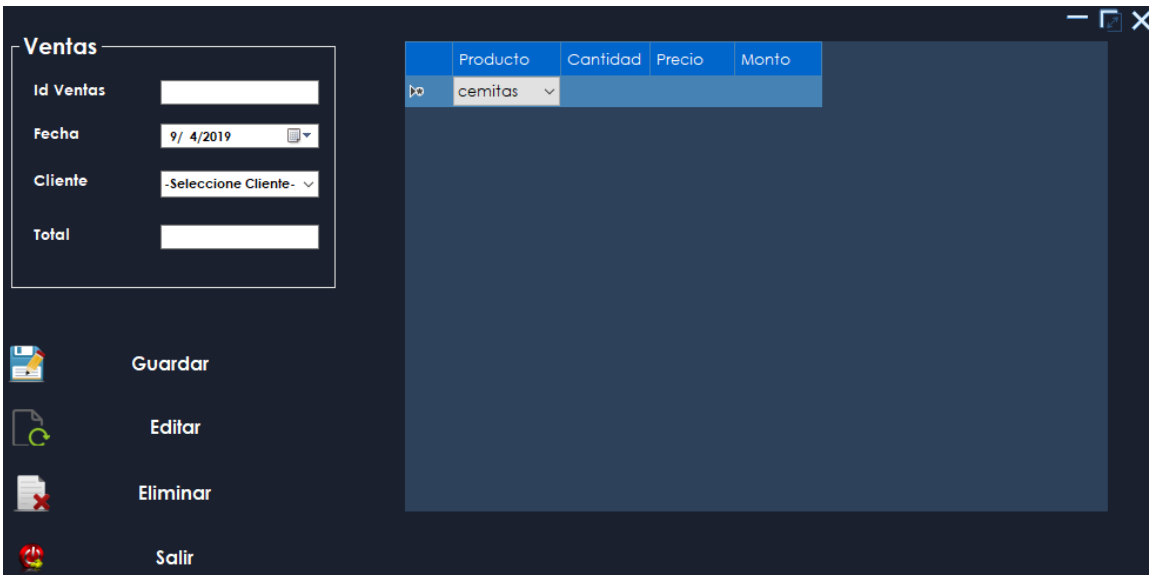 Ventas
Id Ventas
Fecha 9/ 4/2019
Cliente -Seleccione Cliente-
Total
Guardar
Editar
Eliminar
Salir
Producto Cantidad Precio Monto
cemitas